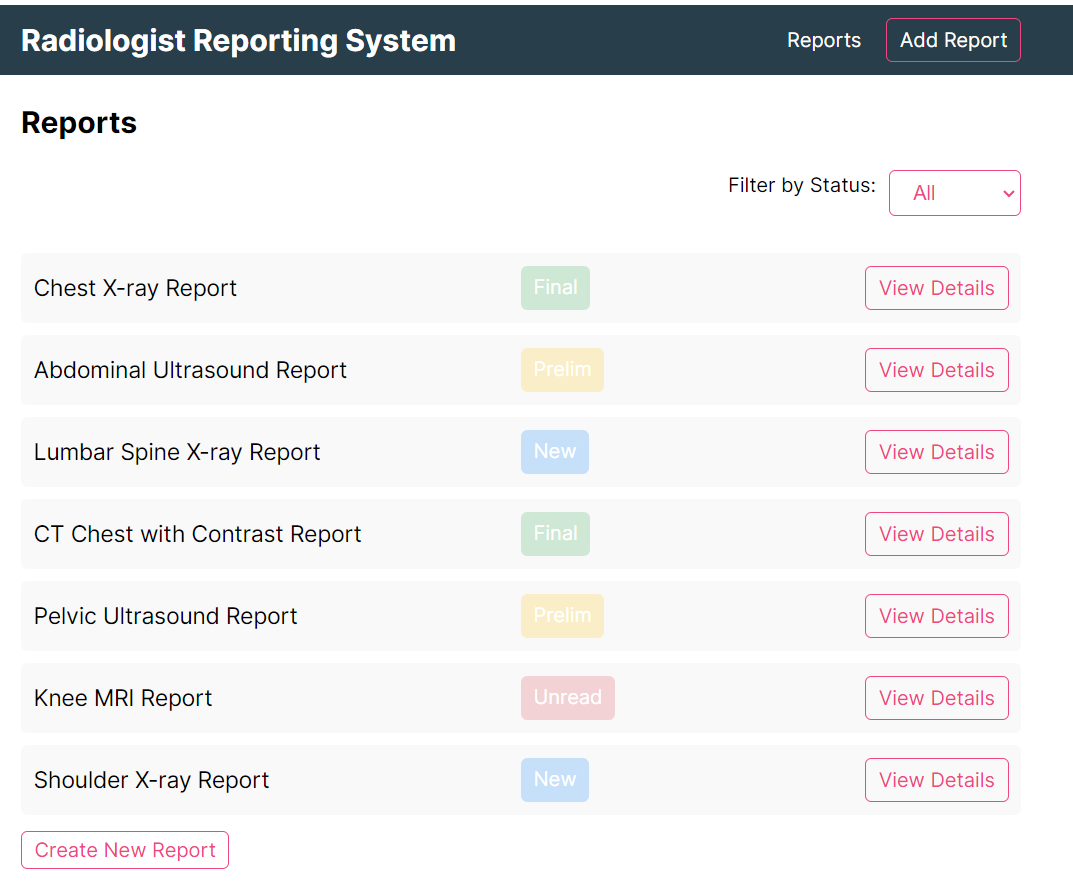 Radiologist Reporting System Reports Add Report
Reports
Filter by Status: All
Chest X-ray Report Final View Details
Abdominal Ultrasound Report Prelim View Details
Lumbar Spine X-ray Report New View Details
CT Chest with Contrast Report Final View Details
Pelvic Ultrasound Report Prelim View Details
Knee MRI Report Unread View Details
Shoulder X-ray Report New View Details
Create New Report